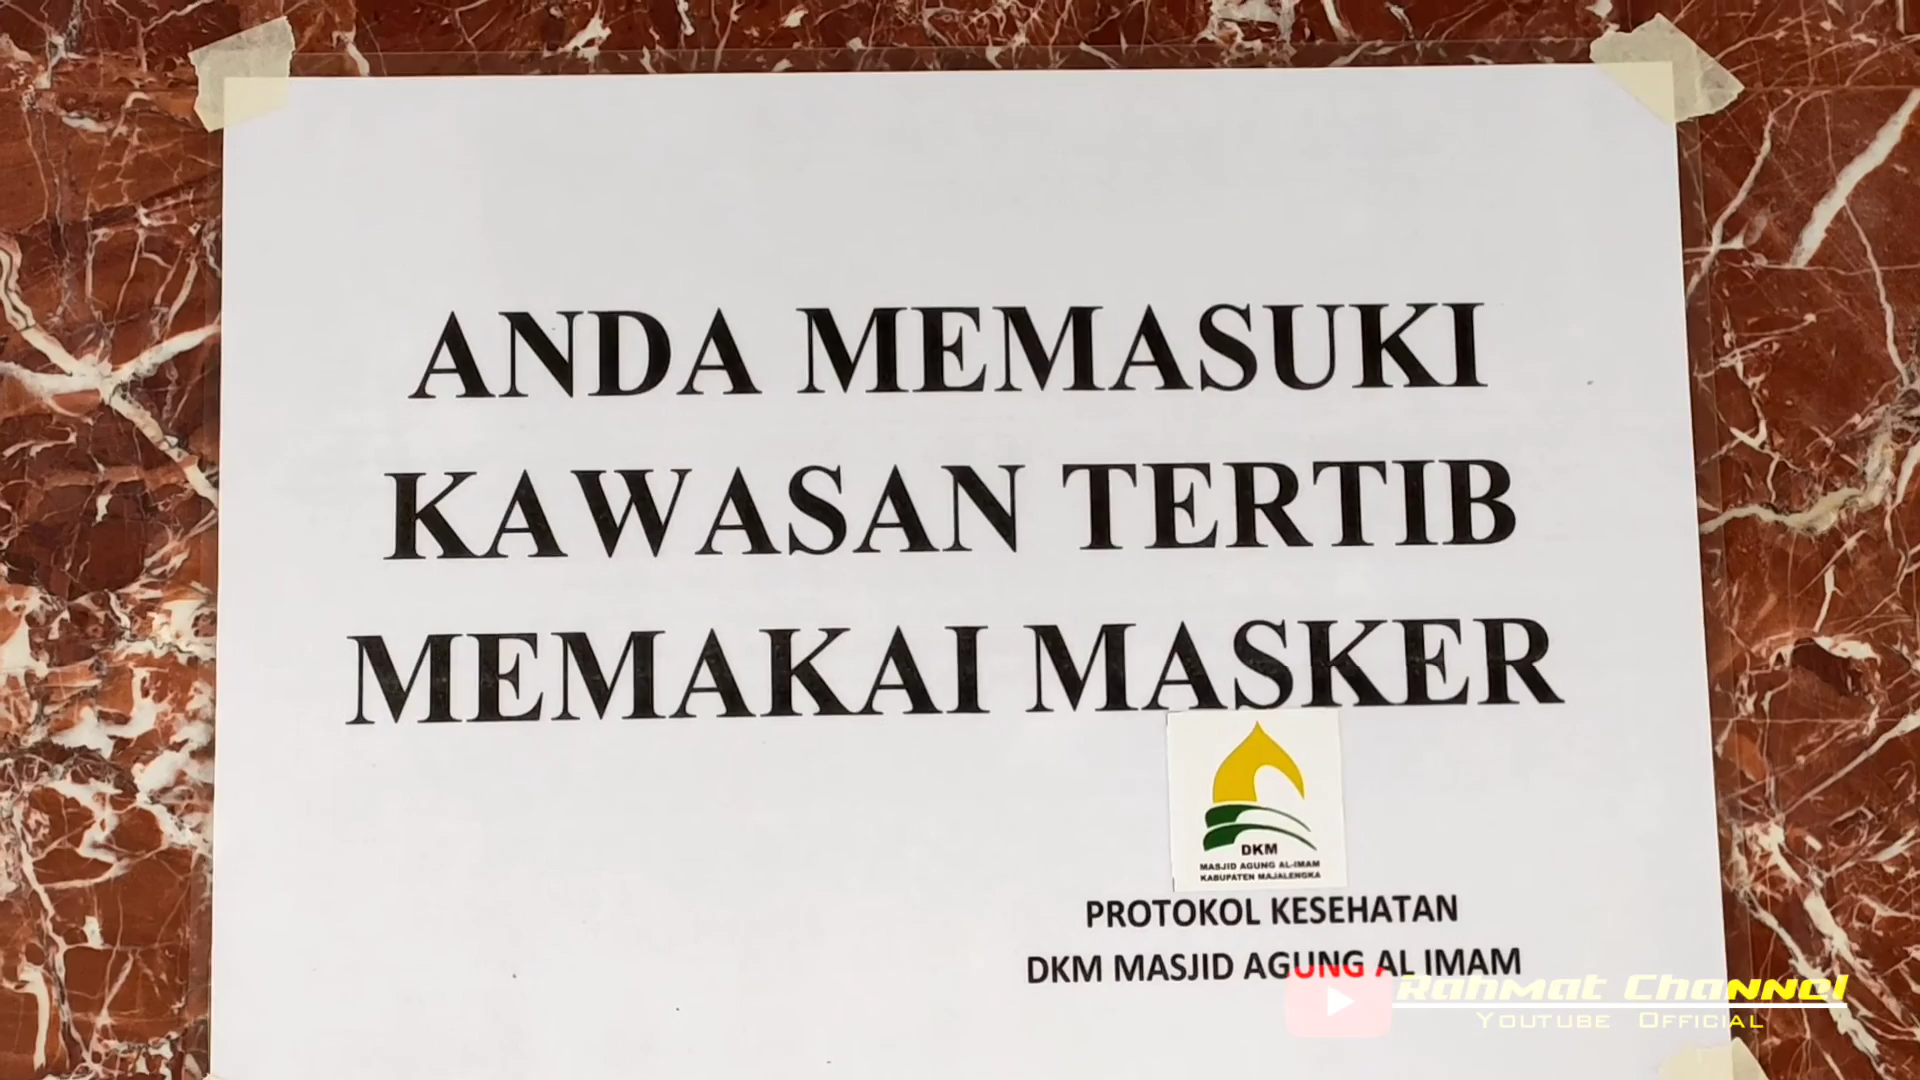 ANDA MEMASUKI
KAWASAN TERTIB
MEMAKAI MASKER
DKM
MASJID AGUNG AL-IMAM
KABUPATEN MAJALENGKA
PROTOKOL KESEHATAN
DKM MASJID AGUNG AL IMAM
Rahmat Channel
Youtube Official